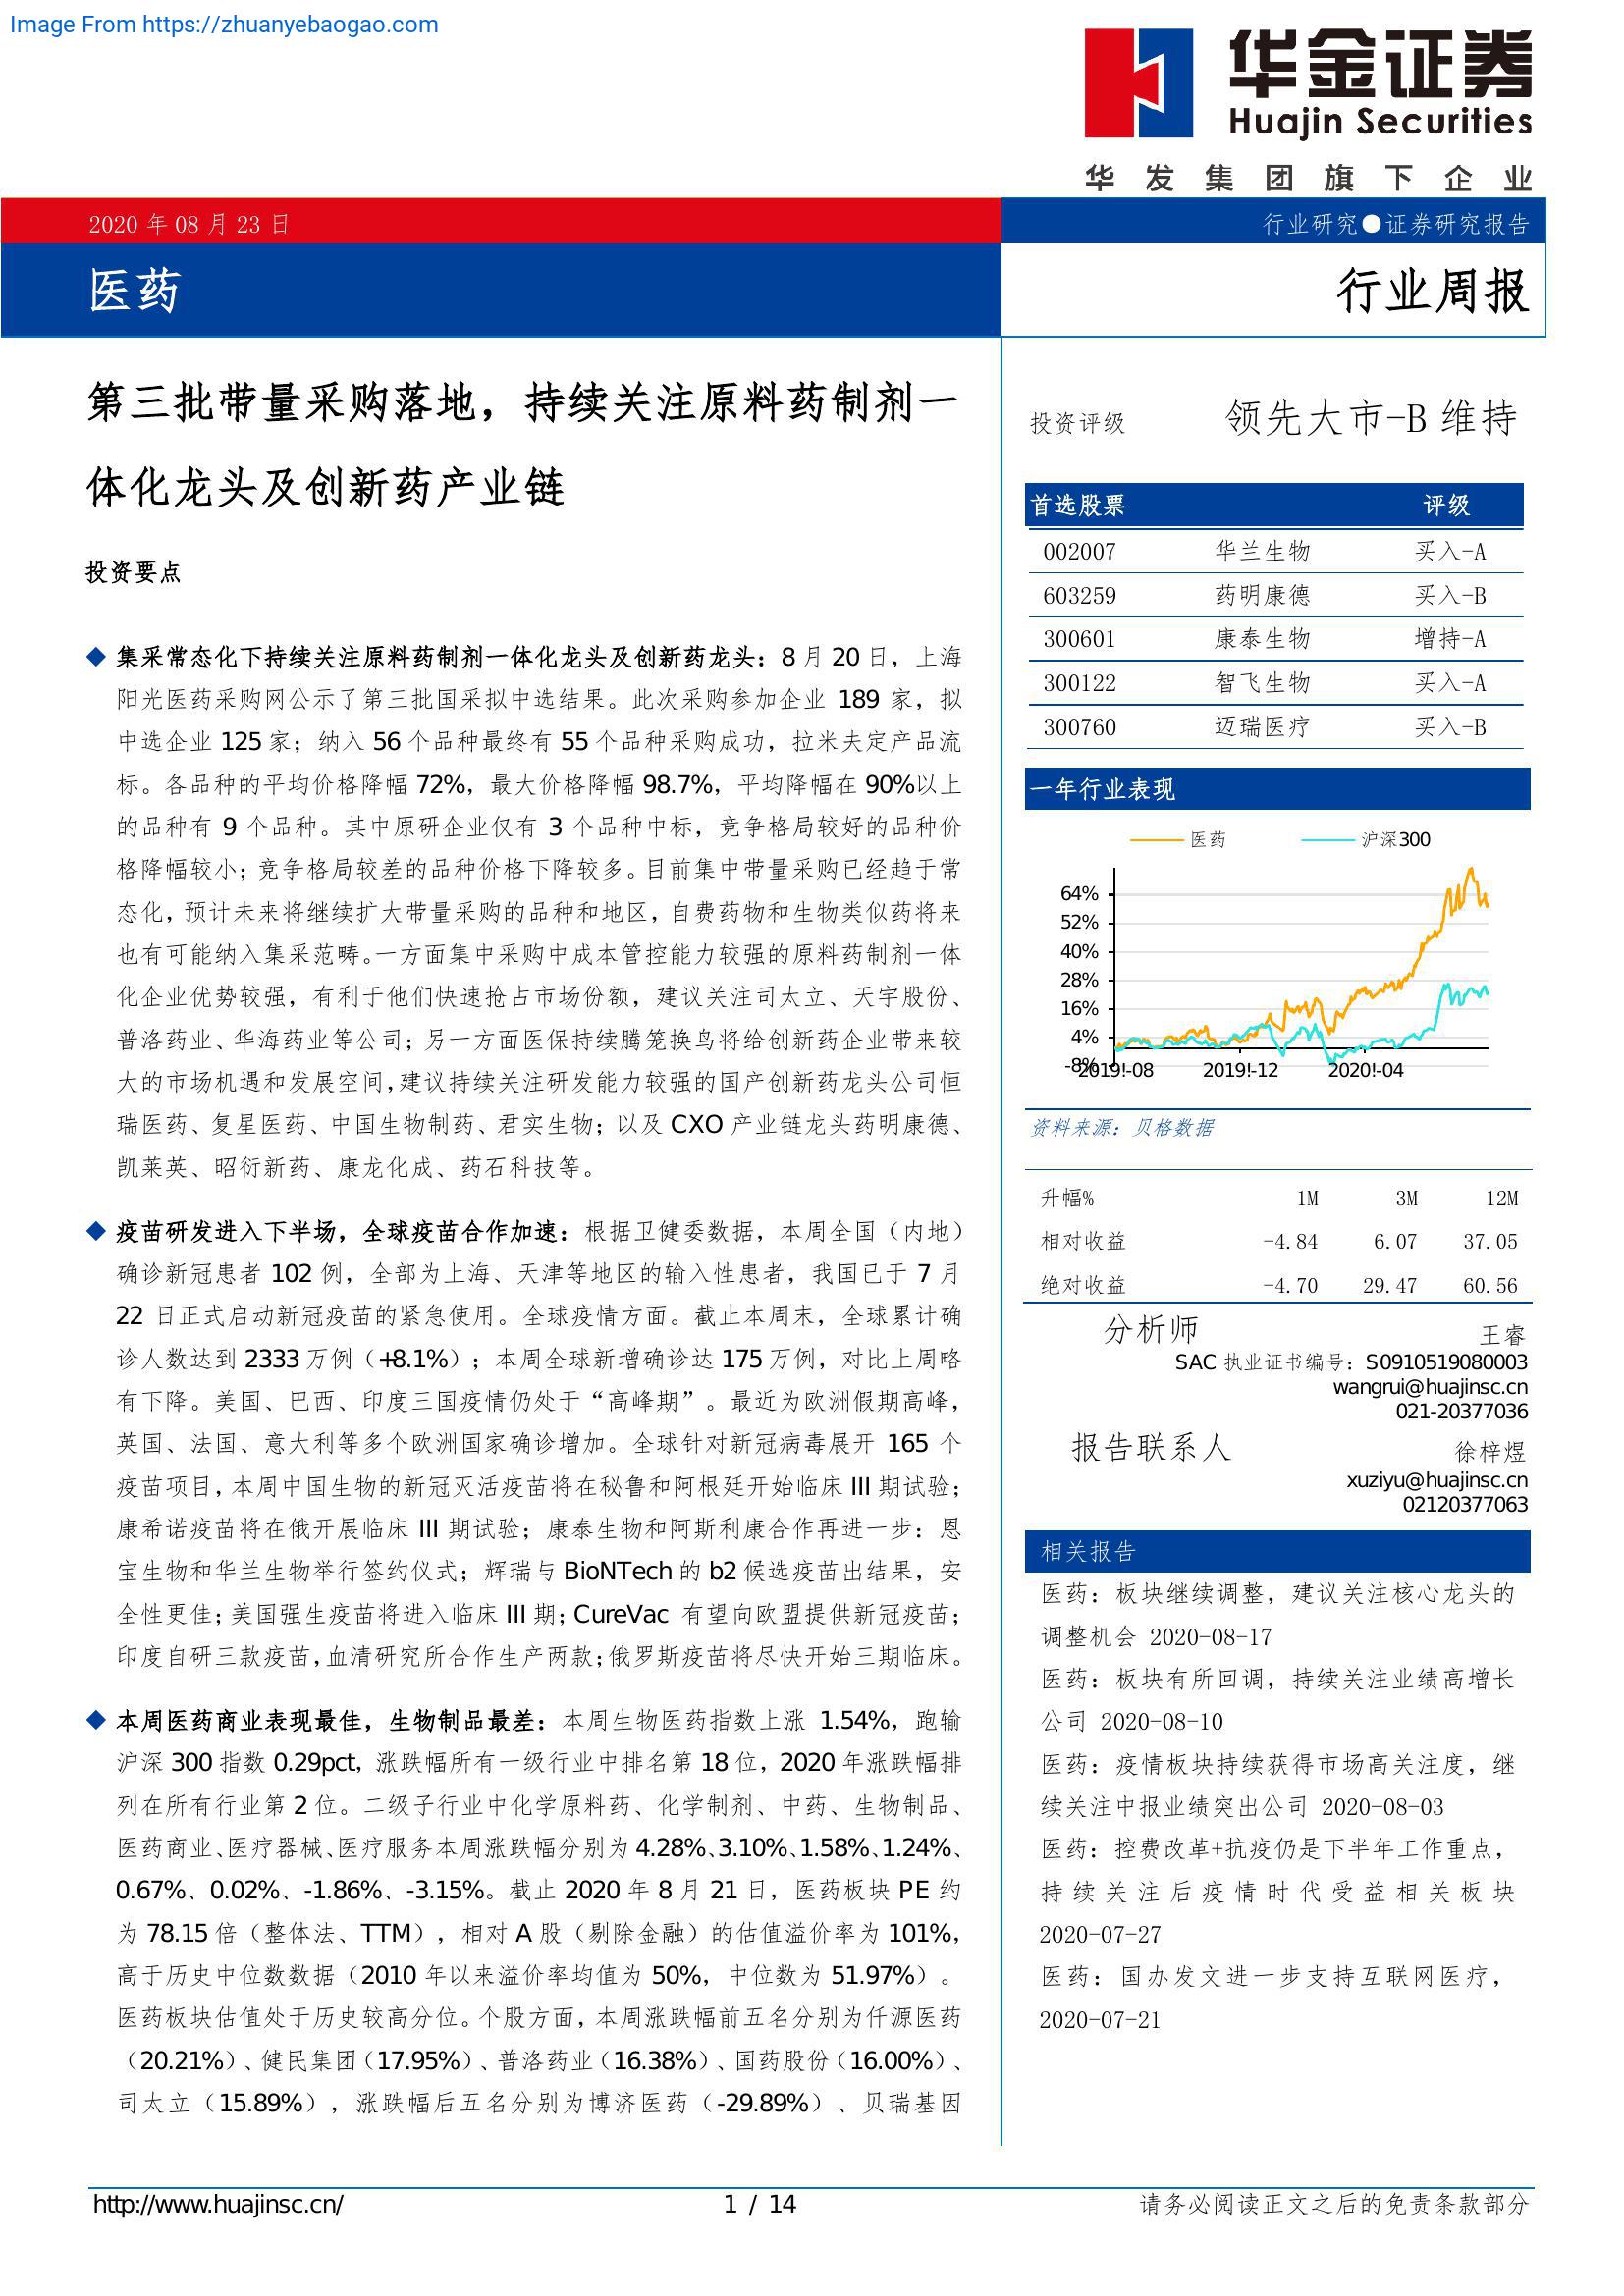 Image From https://zhuanyebaogao.com
华金证券
Huajin Securities
华发集团旗下企业
2020 年 08 月 23 日
行业研究●证券研究报告
医药
行业周报
第三批带量采购落地，持续关注原料药制剂一
体化龙头及创新药产业链
投资要点
◆ 集采常态化下持续关注原料药制剂一体化龙头及创新药龙头：8 月 20 日，上海
阳光医药采购网公示了第三批国采拟中选结果。此次采购参加企业 189 家，拟
中选企业 125 家；纳入 56 个品种最终有 55 个品种采购成功，拉米夫定产品流
标。各品种的平均价格降幅 72%，最大价格降幅 98.7%，平均降幅在 90%以上
的品种有 9 个品种。其中原研企业仅有 3 个品种中标，竞争格局较好的品种价
格降幅较小；竞争格局较差的品种价格下降较多。目前集中带量采购已经趋于常
态化，预计未来将继续扩大带量采购的品种和地区，自费药物和生物类似药将来
也有可能纳入集采范畴。一方面集中采购中成本管控能力较强的原料药制剂一体
化企业优势较强，有利于他们快速抢占市场份额，建议关注司太立、天宇股份、
普洛药业、华海药业等公司；另一方面医保持续腾笼换鸟将给创新药企业带来较
大的市场机遇和发展空间，建议持续关注研发能力较强的国产创新药龙头公司恒
瑞医药、复星医药、中国生物制药、君实生物；以及 CXO 产业链龙头药明康德、
凯莱英、昭衍新药、康龙化成、药石科技等。
◆ 疫苗研发进入下半场，全球疫苗合作加速：根据卫健委数据，本周全国（内地）
确诊新冠患者 102 例，全部为上海、天津等地区的输入性患者，我国已于 7 月
22 日正式启动新冠疫苗的紧急使用。全球疫情方面。截止本周末，全球累计确
诊人数达到 2333 万例（+8.1%）；本周全球新增确诊达 175 万例，对比上周略
有下降。美国、巴西、印度三国疫情仍处于“高峰期”。最近为欧洲假期高峰，
英国、法国、意大利等多个欧洲国家确诊增加。全球针对新冠病毒展开 165 个
疫苗项目，本周中国生物的新冠灭活疫苗将在秘鲁和阿根廷开始临床 III 期试验；
康希诺疫苗将在俄开展临床 III 期试验；康泰生物和阿斯利康合作再进一步：恩
宝生物和华兰生物举行签约仪式；辉瑞与 BioNTech 的 b2 候选疫苗出结果，安
全性更佳；美国强生疫苗将进入临床 III 期；CureVac 有望向欧盟提供新冠疫苗；
印度自研三款疫苗，血清研究所合作生产两款；俄罗斯疫苗将尽快开始三期临床。
◆ 本周医药商业表现最佳，生物制品最差：本周生物医药指数上涨 1.54%，跑输
沪深 300 指数 0.29pct，涨跌幅所有一级行业中排名第 18 位，2020 年涨跌幅排
列在所有行业第 2 位。二级子行业中化学原料药、化学制剂、中药、生物制品、
医药商业、医疗器械、医疗服务本周涨跌幅分别为 4.28%、3.10%、1.58%、1.24%、
0.67%、0.02%、-1.86%、-3.15%。截止 2020 年 8 月 21 日，医药板块 PE 约
为 78.15 倍（整体法、TTM），相对 A 股（剔除金融）的估值溢价率为 101%，
高于历史中位数数据（2010 年以来溢价率均值为 50%，中位数为 51.97%）。
医药板块估值处于历史较高分位。个股方面，本周涨跌幅前五名分别为仟源医药
（20.21%）、健民集团（17.95%）、普洛药业（16.38%）、国药股份（16.00%）、
司太立（15.89%），涨跌幅后五名分别为博济医药（-29.89%）、贝瑞基因
投资评级 领先大市-B 维持
首选股票 评级
002007 华兰生物 买入-A
603259 药明康德 买入-B
300601 康泰生物 增持-A
300122 智飞生物 买入-A
300760 迈瑞医疗 买入-B
一年行业表现
医药 沪深300
64%
52%
40%
28%
16%
4%
-8%
2019!-08 2019!-12 2020!-04
资料来源：贝格数据
升幅% 1M 3M 12M
相对收益 -4.84 6.07 37.05
绝对收益 -4.70 29.47 60.56
分析师 王睿
SAC 执业证书编号：S0910519080003
wangrui@huajinsc.cn
021-20377036
报告联系人 徐梓煜
xuziyu@huajinsc.cn
02120377063
相关报告
医药：板块继续调整，建议关注核心龙头的
调整机会 2020-08-17
医药：板块有所回调，持续关注业绩高增长
公司 2020-08-10
医药：疫情板块持续获得市场高关注度，继
续关注中报业绩突出公司 2020-08-03
医药：控费改革+抗疫仍是下半年工作重点，
持续关注后疫情时代受益相关板块
2020-07-27
医药：国办发文进一步支持互联网医疗，
2020-07-21
http://www.huajinsc.cn/ 1 / 14 请务必阅读正文之后的免责条款部分